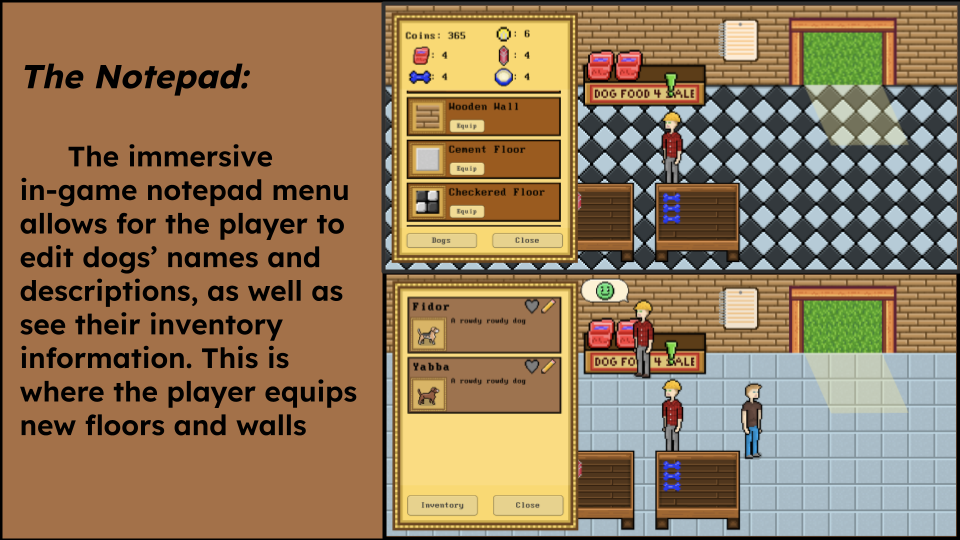 The Notepad:
The immersive
in-game notepad menu
allows for the player to
edit dogs’ names and
descriptions, as well as
see their inventory
information. This is
where the player equips
new floors and walls
Coins: 365
: 6
: 4
: 4
: 4
: 4
Wooden Wall
Equip
Cement Floor
Equip
Checkered Floor
Equip
Dogs
Close
DOG FOOD 4 SALE
Fidor
A rowdy rowdy dog
Yabba
A rowdy rowdy dog
Inventory
Close
DOG FO 4 SALE